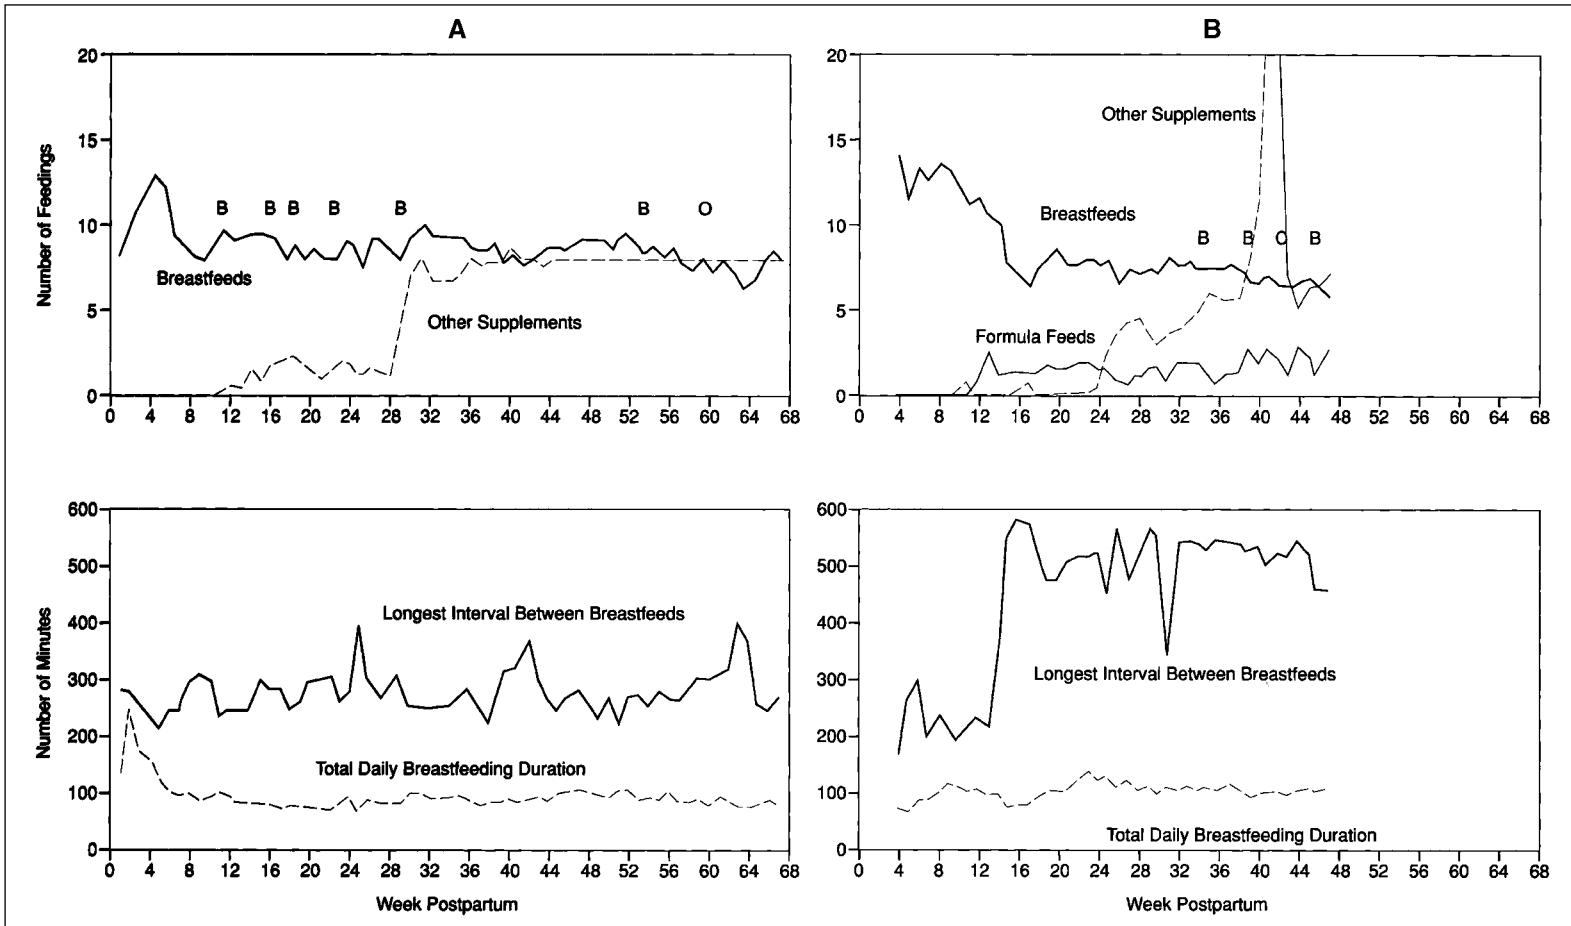 A
20
15
10
5
0
Number of Feedings
B B B B B B O
Breastfeeds
Other Supplements
0 4 8 12 16 20 24 28 32 36 40 44 48 52 56 60 64 68
B
20
15
10
5
0
Other Supplements
Breastfeeds
B B O B
Formula Feeds
0 4 8 12 16 20 24 28 32 36 40 44 48 52 56 60 64 68
600
500
400
300
200
100
0
Number of Minutes
Longest Interval Between Breastfeeds
Total Daily Breastfeeding Duration
0 4 8 12 16 20 24 28 32 36 40 44 48 52 56 60 64 68
Week Postpartum
600
500
400
300
200
100
0
Longest Interval Between Breastfeeds
Total Daily Breastfeeding Duration
0 4 8 12 16 20 24 28 32 36 40 44 48 52 56 60 64 68
Week Postpartum